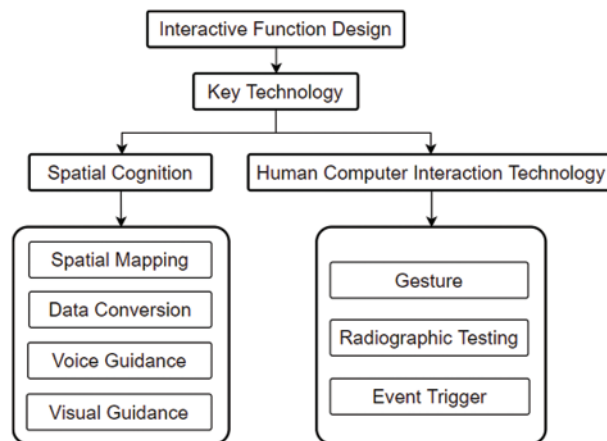 Interactive Function Design
Key Technology
Spatial Cognition
Human Computer Interaction Technology
Spatial Mapping
Data Conversion
Voice Guidance
Visual Guidance
Gesture
Radiographic Testing
Event Trigger